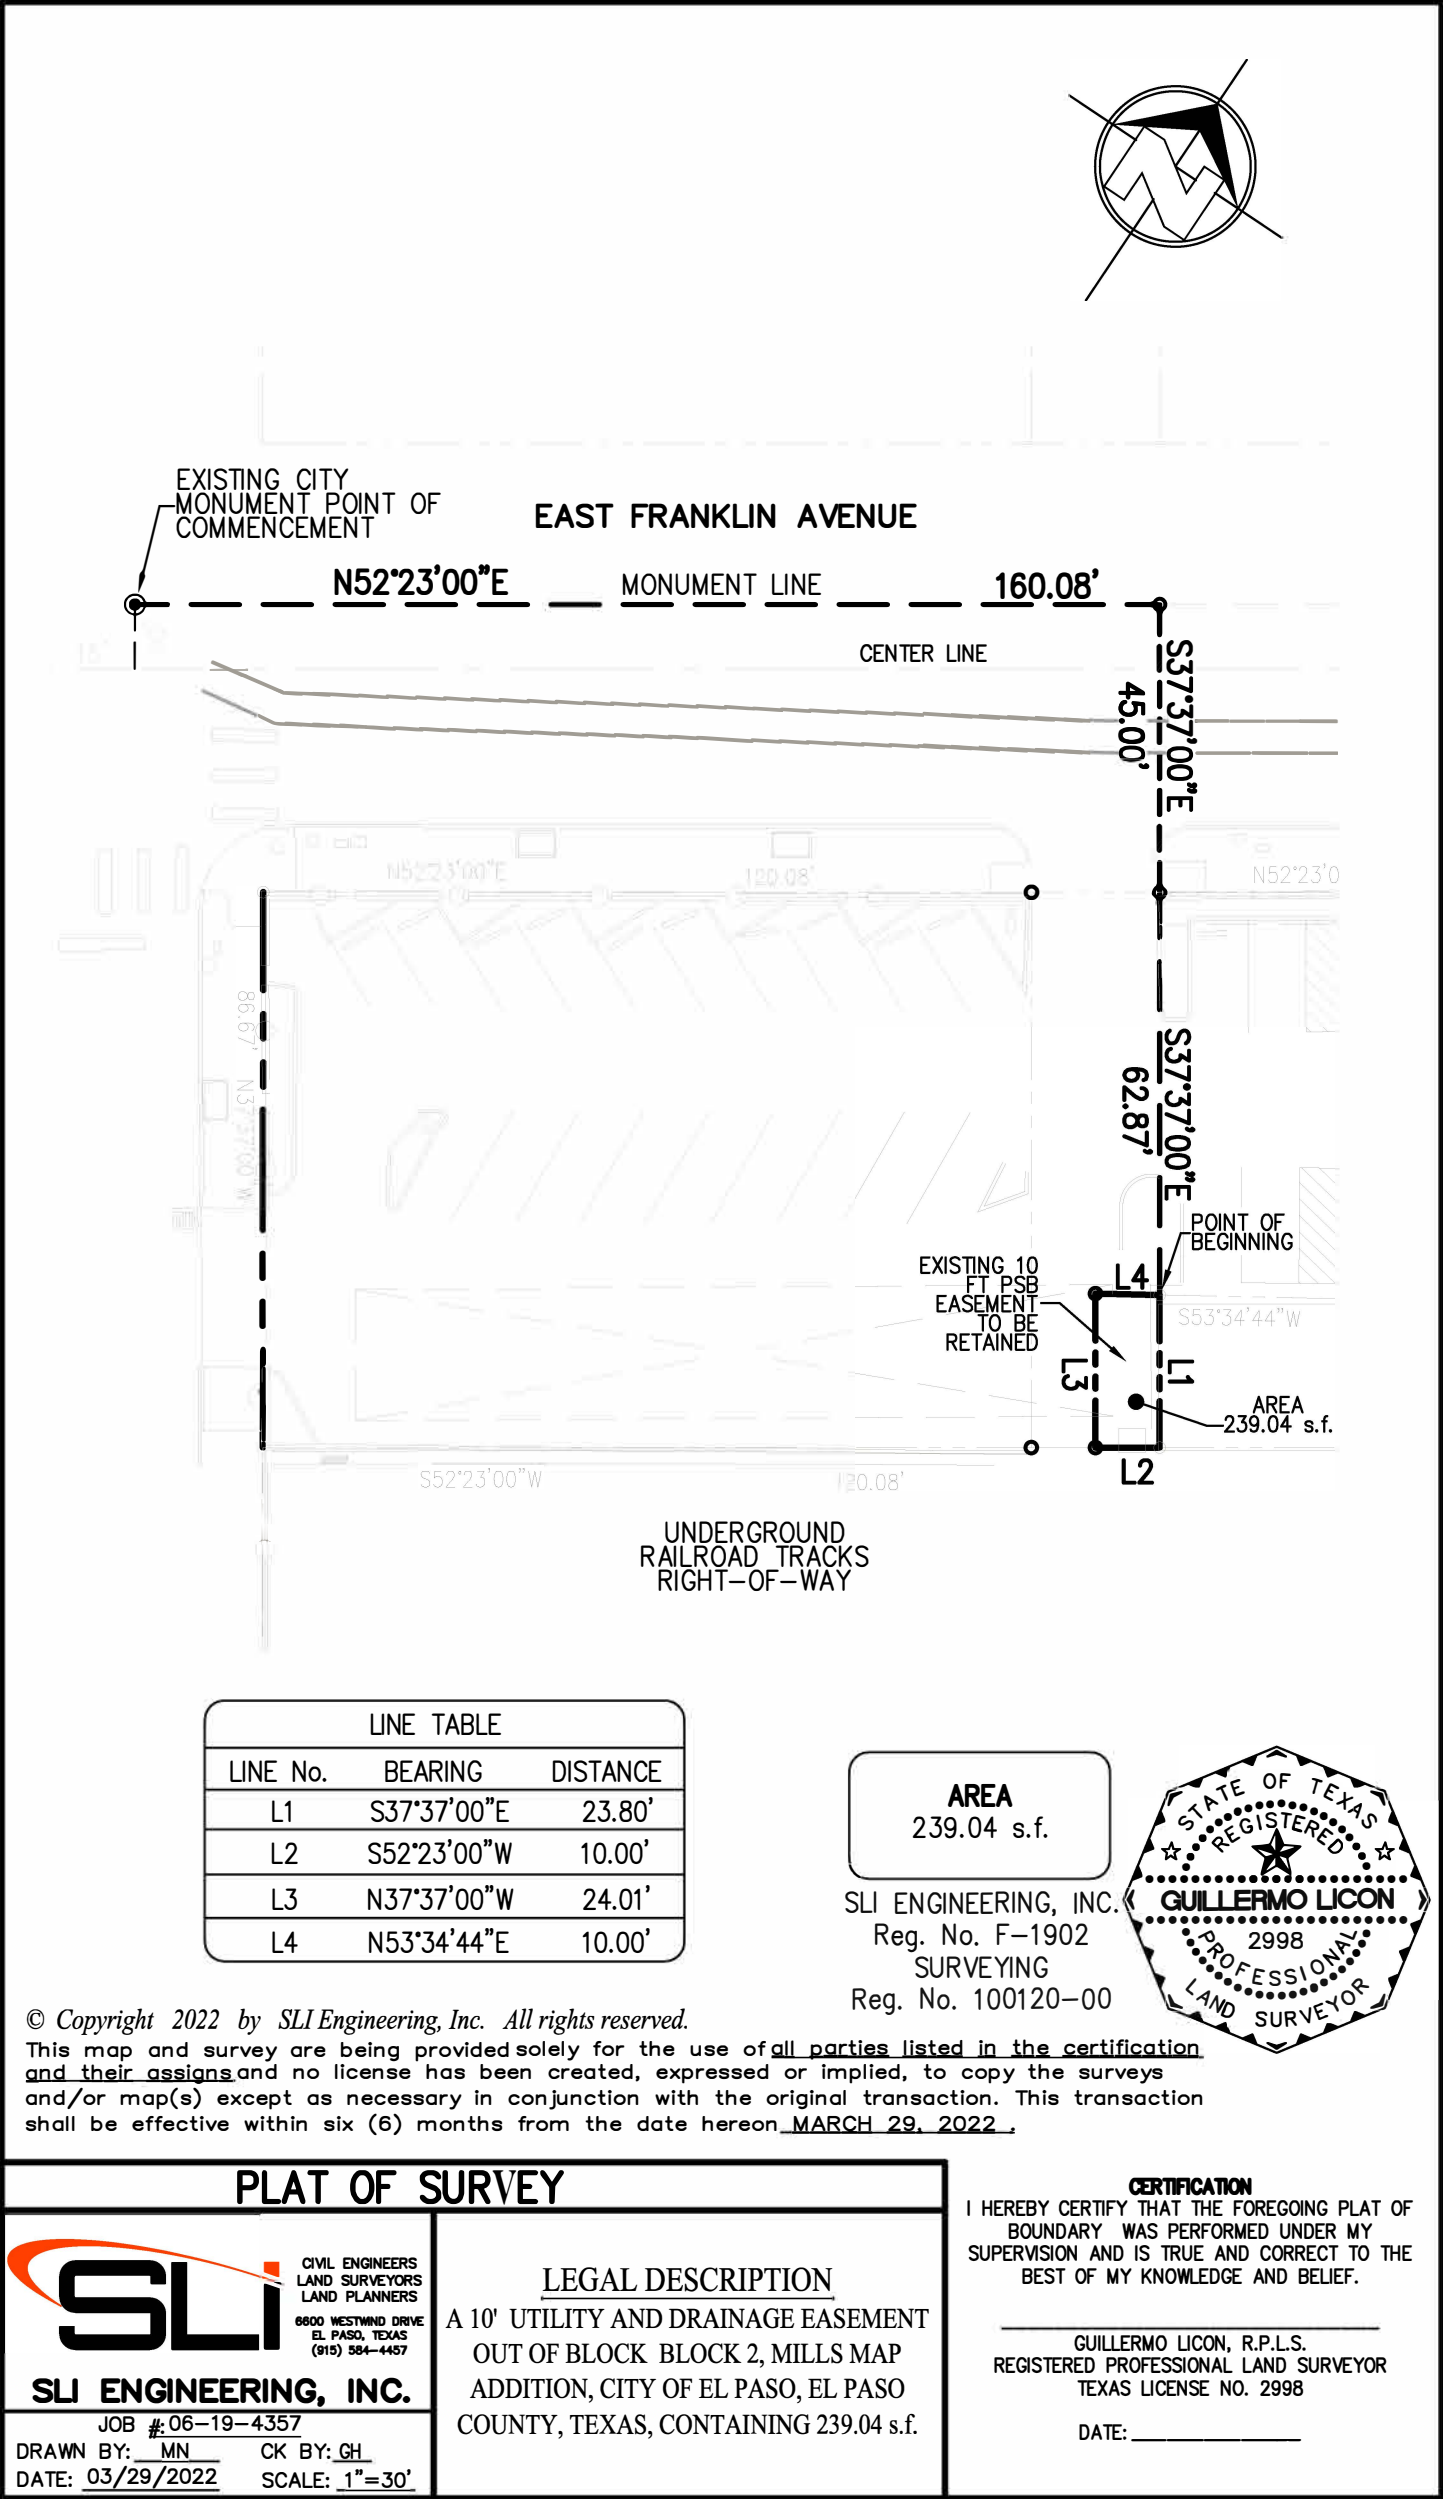 N
EXISTING CITY
MONUMENT POINT OF
COMMENCEMENT
EAST FRANKLIN AVENUE
N52°23'00"E
MONUMENT LINE
160.08'
CENTER LINE
S37°37'00"E
45.00'
N52°23'00"E
120.08'
N52°23'0
86.67'
N37°37'00"W
S37°37'00"E
62.87'
POINT OF
BEGINNING
EXISTING 10
FT PSB
EASEMENT
TO BE
RETAINED
L4
S53°34'44"W
L3
L1
AREA
239.04 s.f.
L2
S52°23'00"W
120.08'
UNDERGROUND
RAILROAD TRACKS
RIGHT-OF-WAY
LINE TABLE
LINE No. BEARING DISTANCE
L1 S37°37'00"E 23.80'
L2 S52°23'00"W 10.00'
L3 N37°37'00"W 24.01'
L4 N53°34'44"E 10.00'
AREA
239.04 s.f.
SLI ENGINEERING, INC.
Reg. No. F-1902
SURVEYING
Reg. No. 100120-00
STATE OF TEXAS
REGISTERED
GUILLERMO LICON
2998
PROFESSIONAL
LAND SURVEYOR
© Copyright 2022 by SLI Engineering, Inc. All rights reserved.
This map and survey are being provided solely for the use of all parties listed in the certification
and their assigns and no license has been created, expressed or implied, to copy the surveys
and/or map(s) except as necessary in conjunction with the original transaction. This transaction
shall be effective within six (6) months from the date hereon MARCH 29, 2022 .
PLAT OF SURVEY
SLi
CIVIL ENGINEERS
LAND SURVEYORS
LAND PLANNERS
6600 WESTWIND DRIVE
EL PASO, TEXAS
(915) 584-4457
SLI ENGINEERING, INC.
JOB #: 06-19-4357
DRAWN BY: MN CK BY: GH
DATE: 03/29/2022 SCALE: 1"=30'
LEGAL DESCRIPTION
A 10' UTILITY AND DRAINAGE EASEMENT
OUT OF BLOCK BLOCK 2, MILLS MAP
ADDITION, CITY OF EL PASO, EL PASO
COUNTY, TEXAS, CONTAINING 239.04 s.f.
CERTIFICATION
I HEREBY CERTIFY THAT THE FOREGOING PLAT OF
BOUNDARY WAS PERFORMED UNDER MY
SUPERVISION AND IS TRUE AND CORRECT TO THE
BEST OF MY KNOWLEDGE AND BELIEF.
GUILLERMO LICON, R.P.L.S.
REGISTERED PROFESSIONAL LAND SURVEYOR
TEXAS LICENSE NO. 2998
DATE: